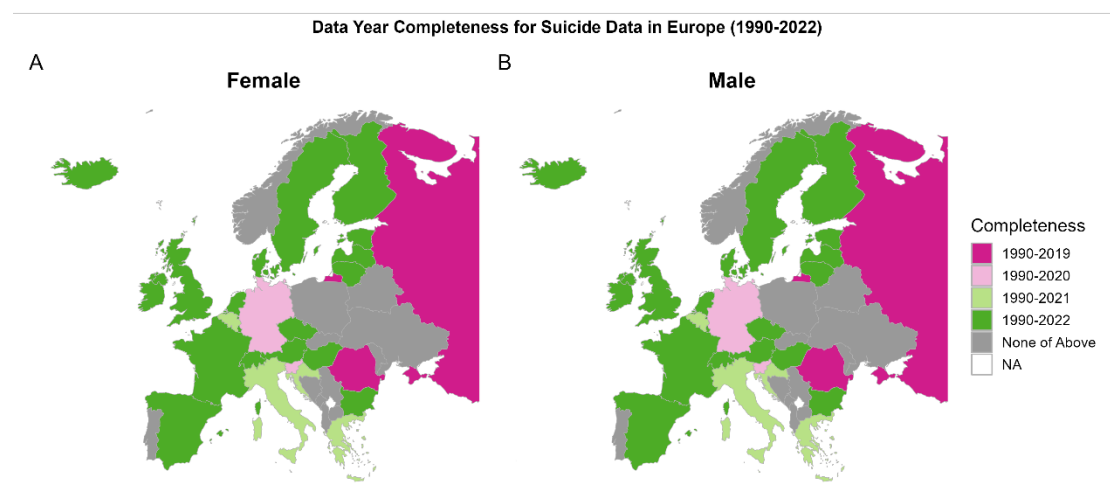 Data Year Completeness for Suicide Data in Europe (1990-2022)
A
B
Female
Male
Completeness
1990-2019
1990-2020
1990-2021
1990-2022
None of Above
NA